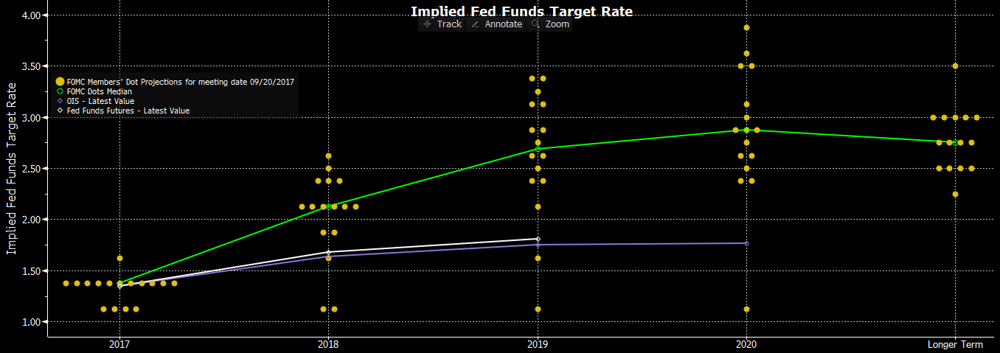 Implied Fed Funds Target Rate
Track Annotate Zoom
4.00
3.50
3.00
2.50
2.00
1.50
1.00
Implied Fed Funds Target Rate
FOMC Members' Dot Projections for meeting date 09/20/2017
FOMC Dots Median
OIS - Latest Value
Fed Funds Futures - Latest Value
2017 2018 2019 2020 Longer Term